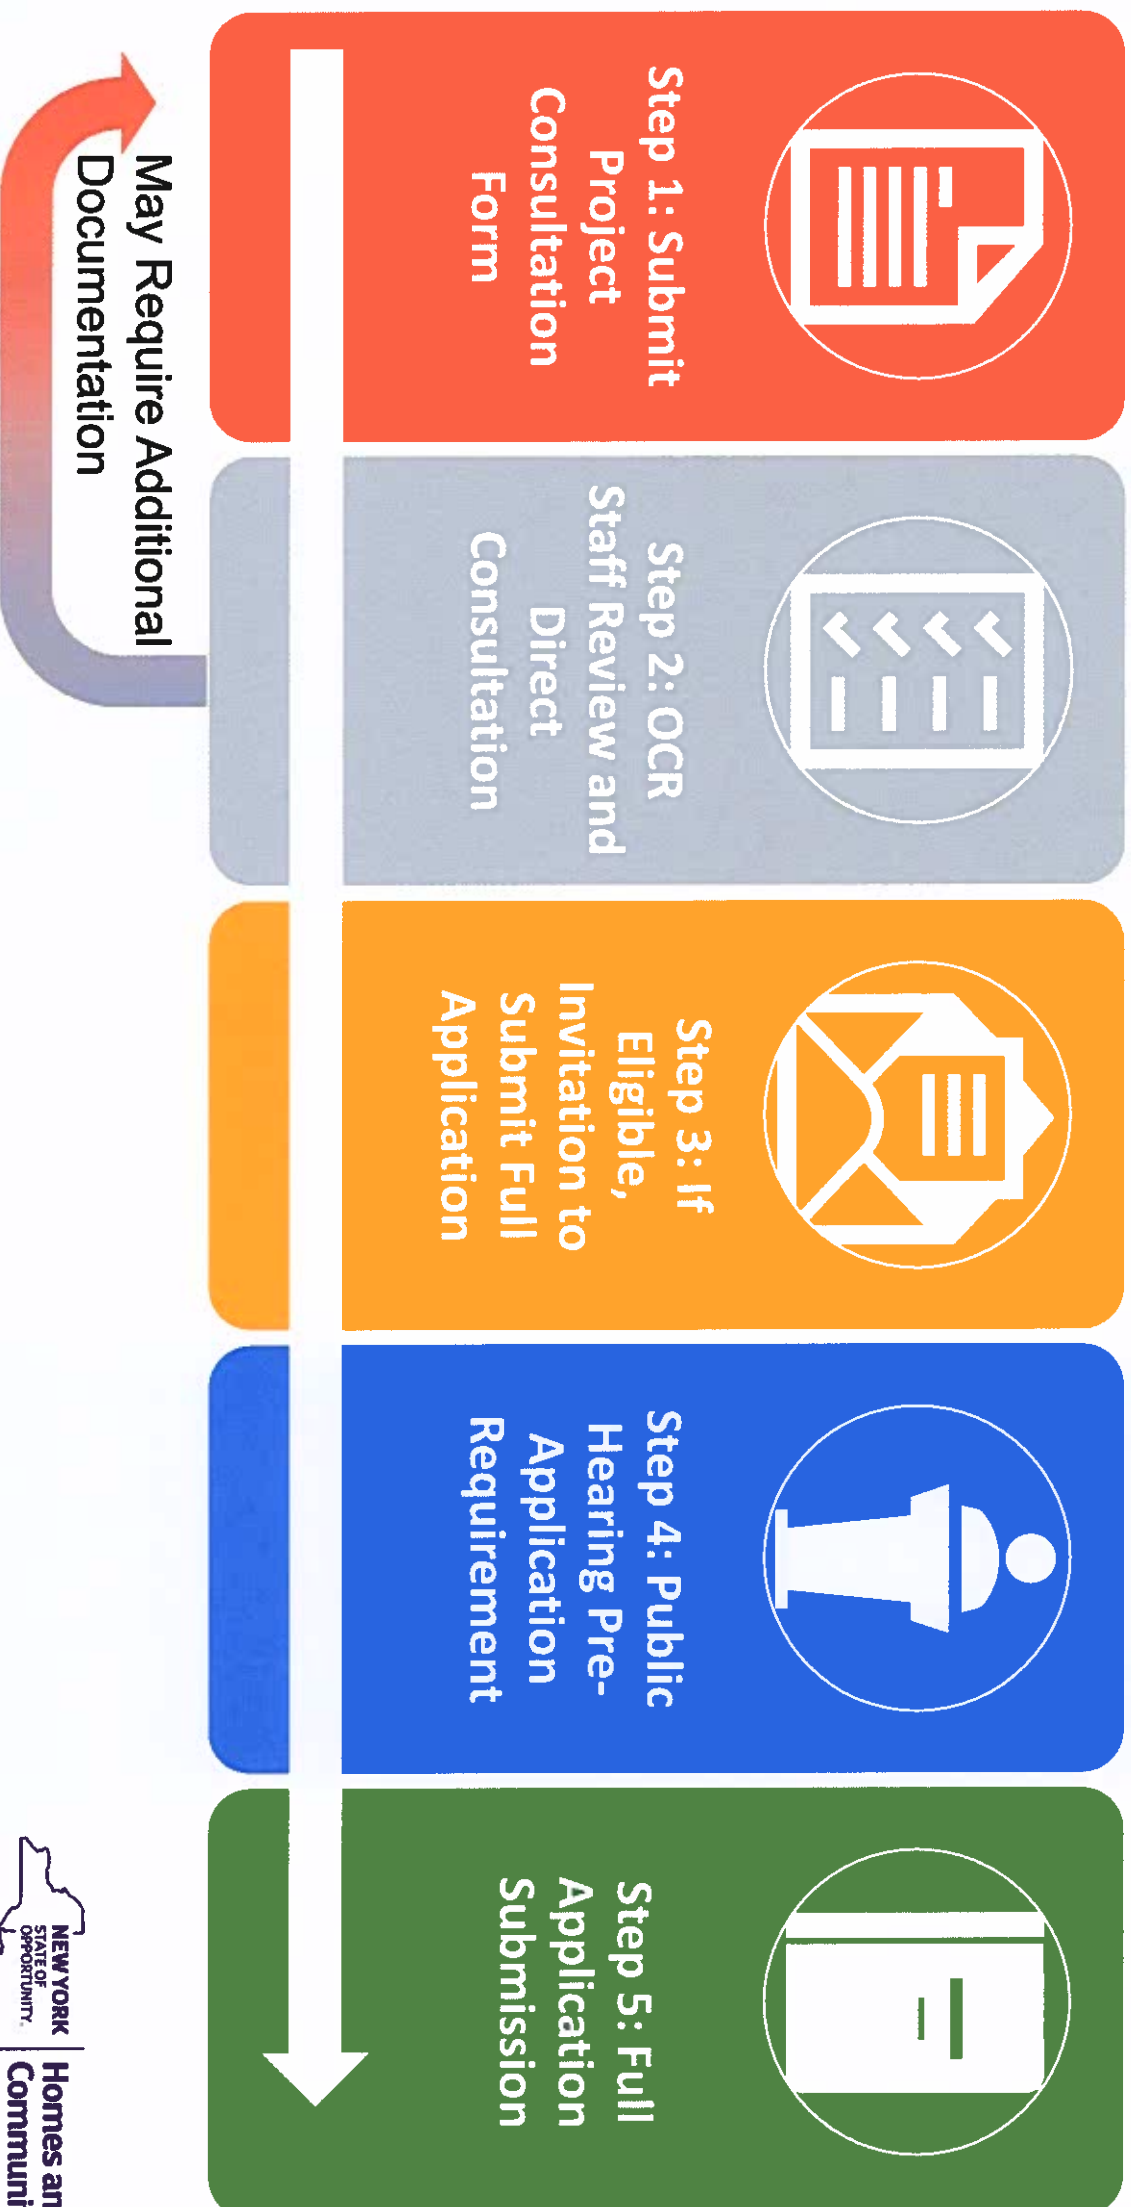 Step 1: Submit
Project
Consultation
Form
Step 2: OCR
Staff Review and
Direct
Consultation
Step 3: If
Eligible,
Invitation to
Submit Full
Application
Step 4: Public
Hearing Pre-
Application
Requirement
Step 5: Full
Application
Submission
May Require Additional
Documentation
NEW YORK
STATE OF
OPPORTUNITY.
Homes